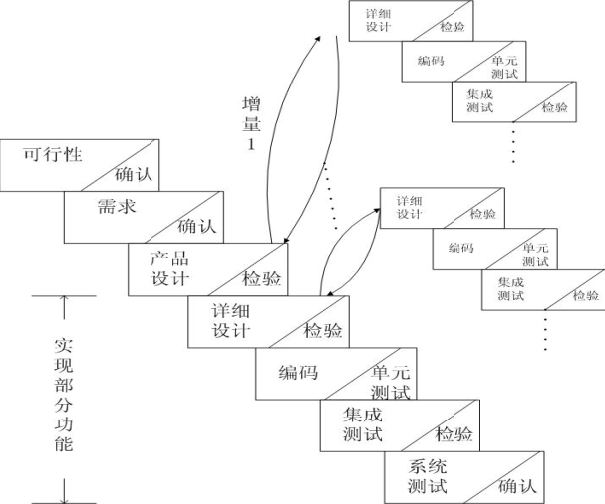 详细
设计
检验
编码
单元
测试
集成
测试
检验
增
量
1
可行性
确认
需求
确认
产品
设计
检验
详细
设计
检验
编码
单元
测试
集成
测试
检验
详细
设计
检验
编码
单元
测试
集成
测试
检验
系统
测试
确认
实
现
部
分
功
能